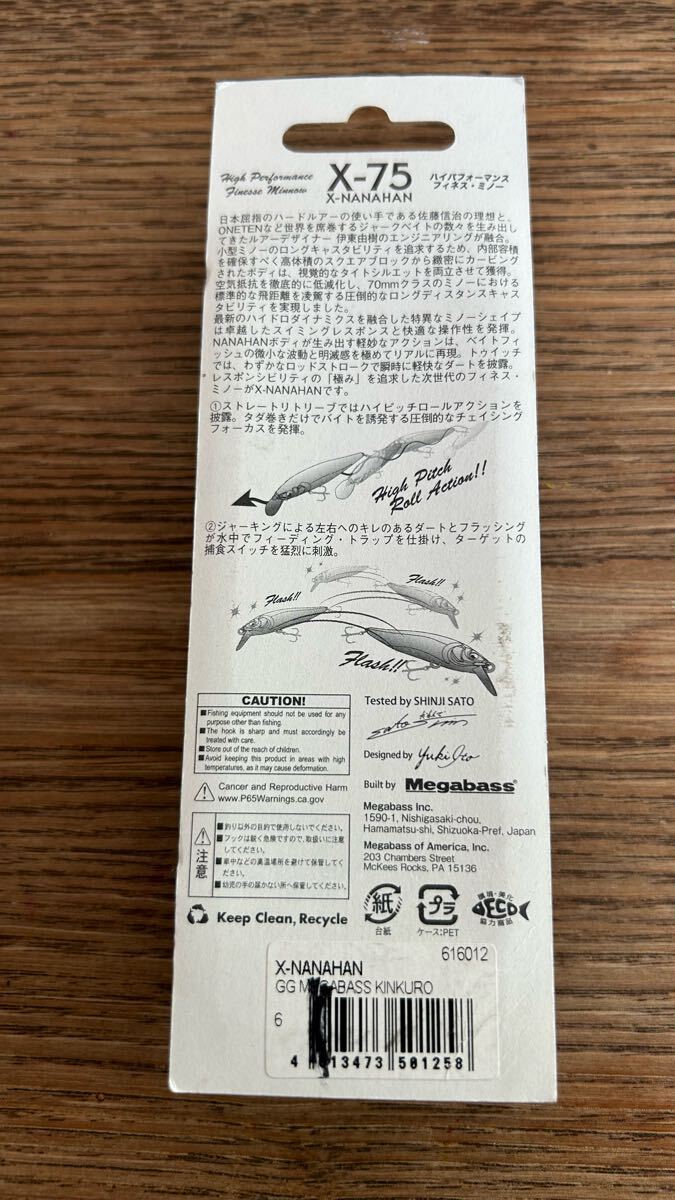 High Performance
Finesse Minnow
X-75
X-NANAHAN
ハイパフォーマンス
フィネス・ミノー
日本屈指のハードルアーの使い手である佐藤信治の理想と、
ONETENなど世界を席巻するジャークベイトの数々を生み出し
てきたルアーデザイナー 伊東由樹のエンジニアリングが融合。
小型ミノーのロングキャスタビリティを追求するため、内部容積
を確保すべく高体積のスクエアブロックから緻密にカービング
されたボディは、視覚的なタイトシルエットを両立させて獲得。
空気抵抗を徹底的に低減化し、70mmクラスのミノーにおける
標準的な飛距離を凌駕する圧倒的なロングディスタンスキャス
タビリティを実現しました。
最新のハイドロダイナミクスを融合した特異なミノーシェイプ
は卓越したスイミングレスポンスと快適な操作性を発揮。
NANAHANボディが生み出す軽妙なアクションは、ベイトフィ
ッシュの微小な波動と明滅感を極めてリアルに再現。トゥイッチ
では、わずかなロッドストロークで瞬時に軽快なダートを披露。
レスポンシビリティの「極み」を追求した次世代のフィネス・
ミノーがX-NANAHANです。
①ストレートリトリーブではハイピッチロールアクションを
披露。タダ巻きだけでバイトを誘発する圧倒的なチェイシング
フォーカスを発揮。
High Pitch
Roll Action!!
②ジャーキングによる左右へのキレのあるダートとフラッシング
が水中でフィーディング・トラップを仕掛け、ターゲットの
捕食スイッチを猛烈に刺激。
Flash!!
Flash!!
Flash!!
CAUTION!
■Fishing equipment should not be used for any
purpose other than fishing.
■The hook is sharp and must accordingly be
treated with care.
■Store out of the reach of children.
■Avoid keeping this product in areas with high
temperatures, as it may cause deformation.
Cancer and Reproductive Harm
www.P65Warnings.ca.gov
注意
■釣り以外の目的で使用しないでください。
■フックは鋭く危険ですので、取扱いに注意
してください。
■車中などの高温場所を避けて保管してく
ださい。
■幼児の手の届かない所へ保管してください。
Keep Clean, Recycle
Tested by SHINJI SATO
Designed by Yuki Ito
Built by Megabass
Megabass Inc.
1590-1, Nishigasaki-chou,
Hamamatsu-shi, Shizuoka-Pref, Japan
Megabass of America, Inc.
203 Chambers Street
McKees Rocks, PA 15136
紙
台紙
プラ
ケース:PET
環境・美化
DECO
協力商品
616012
X-NANAHAN
GG MEGABASS KINKURO
6
4 13473 501258